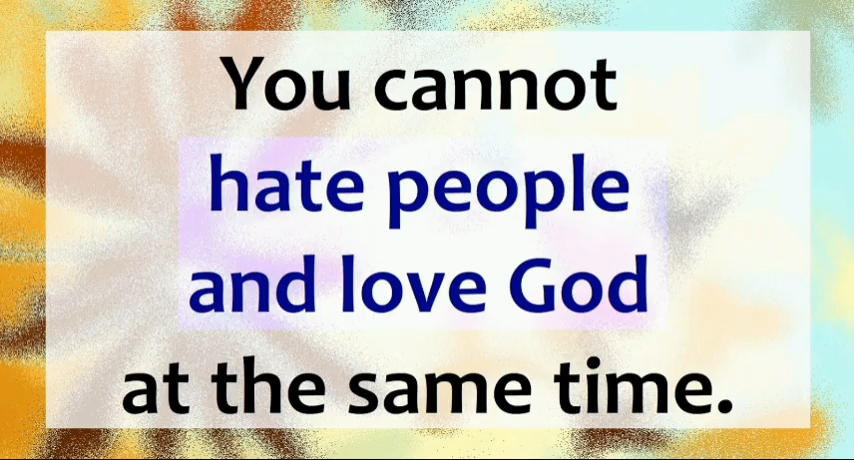 You cannot
hate people
and love God
at the same time.